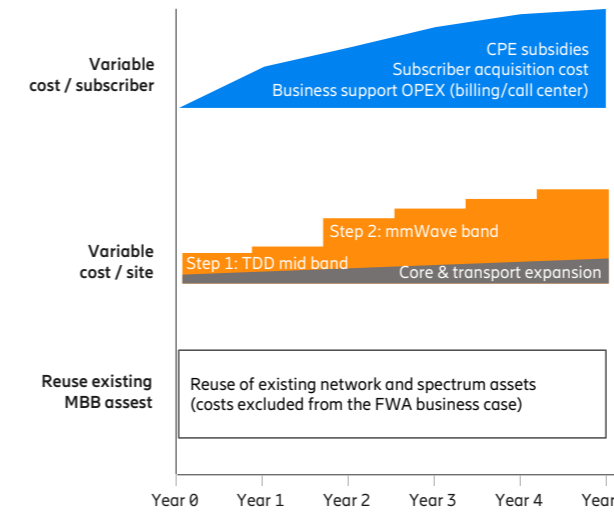 Variable
cost / subscriber
CPE subsidies
Subscriber acquisition cost
Business support OPEX (billing/call center)
Variable
cost / site
Step 2: mmWave band
Step 1: TDD mid band
Core & transport expansion
Reuse existing
MBB assest
Reuse of existing network and spectrum assets
(costs excluded from the FWA business case)
Year 0 Year 1 Year 2 Year 3 Year 4 Year